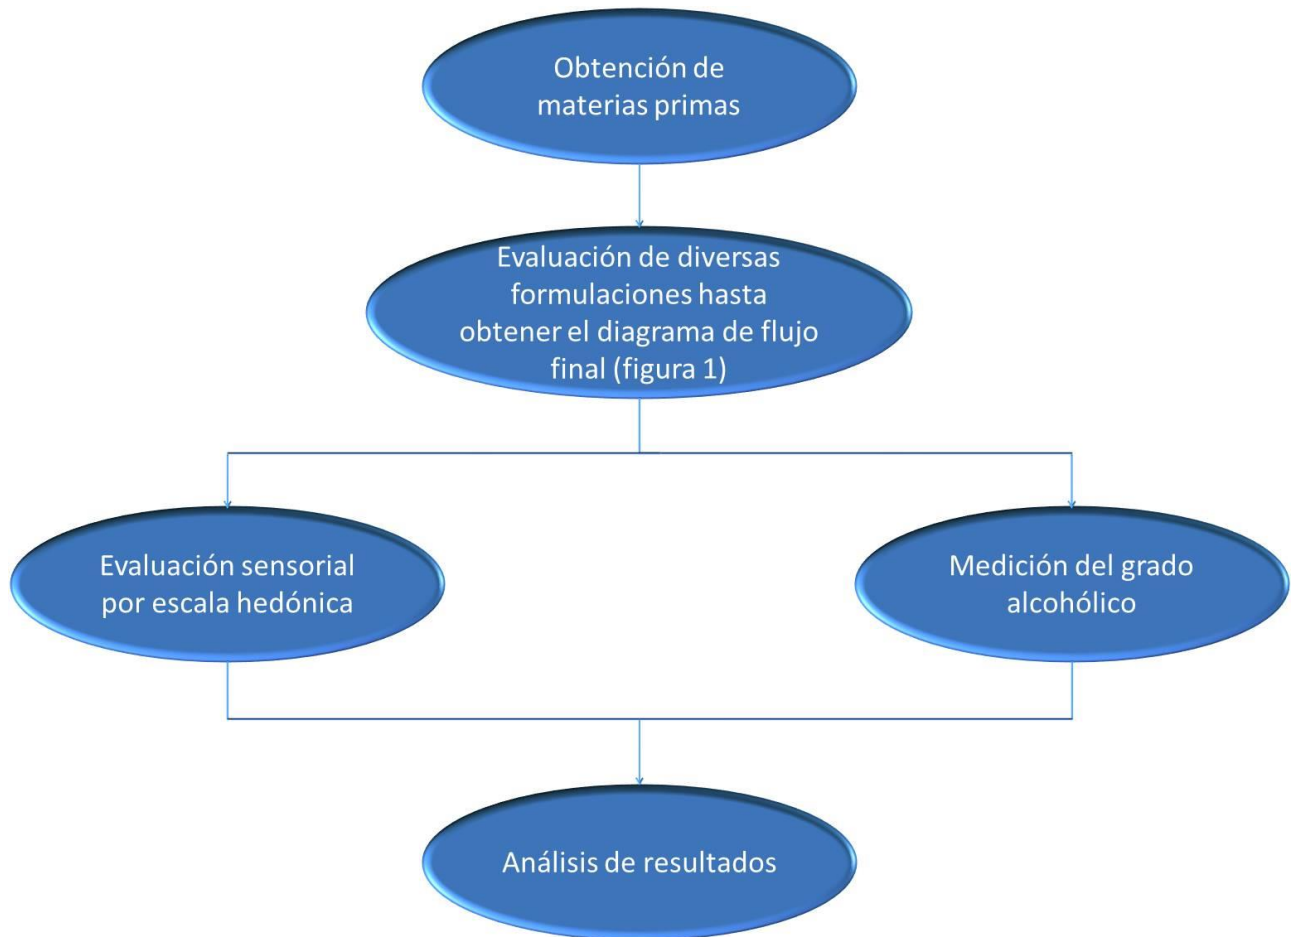 Obtención de
materias primas
Evaluación de diversas
formulaciones hasta
obtener el diagrama de flujo
final (figura 1)
Evaluación sensorial
por escala hedónica
Medición del grado
alcohólico
Análisis de resultados